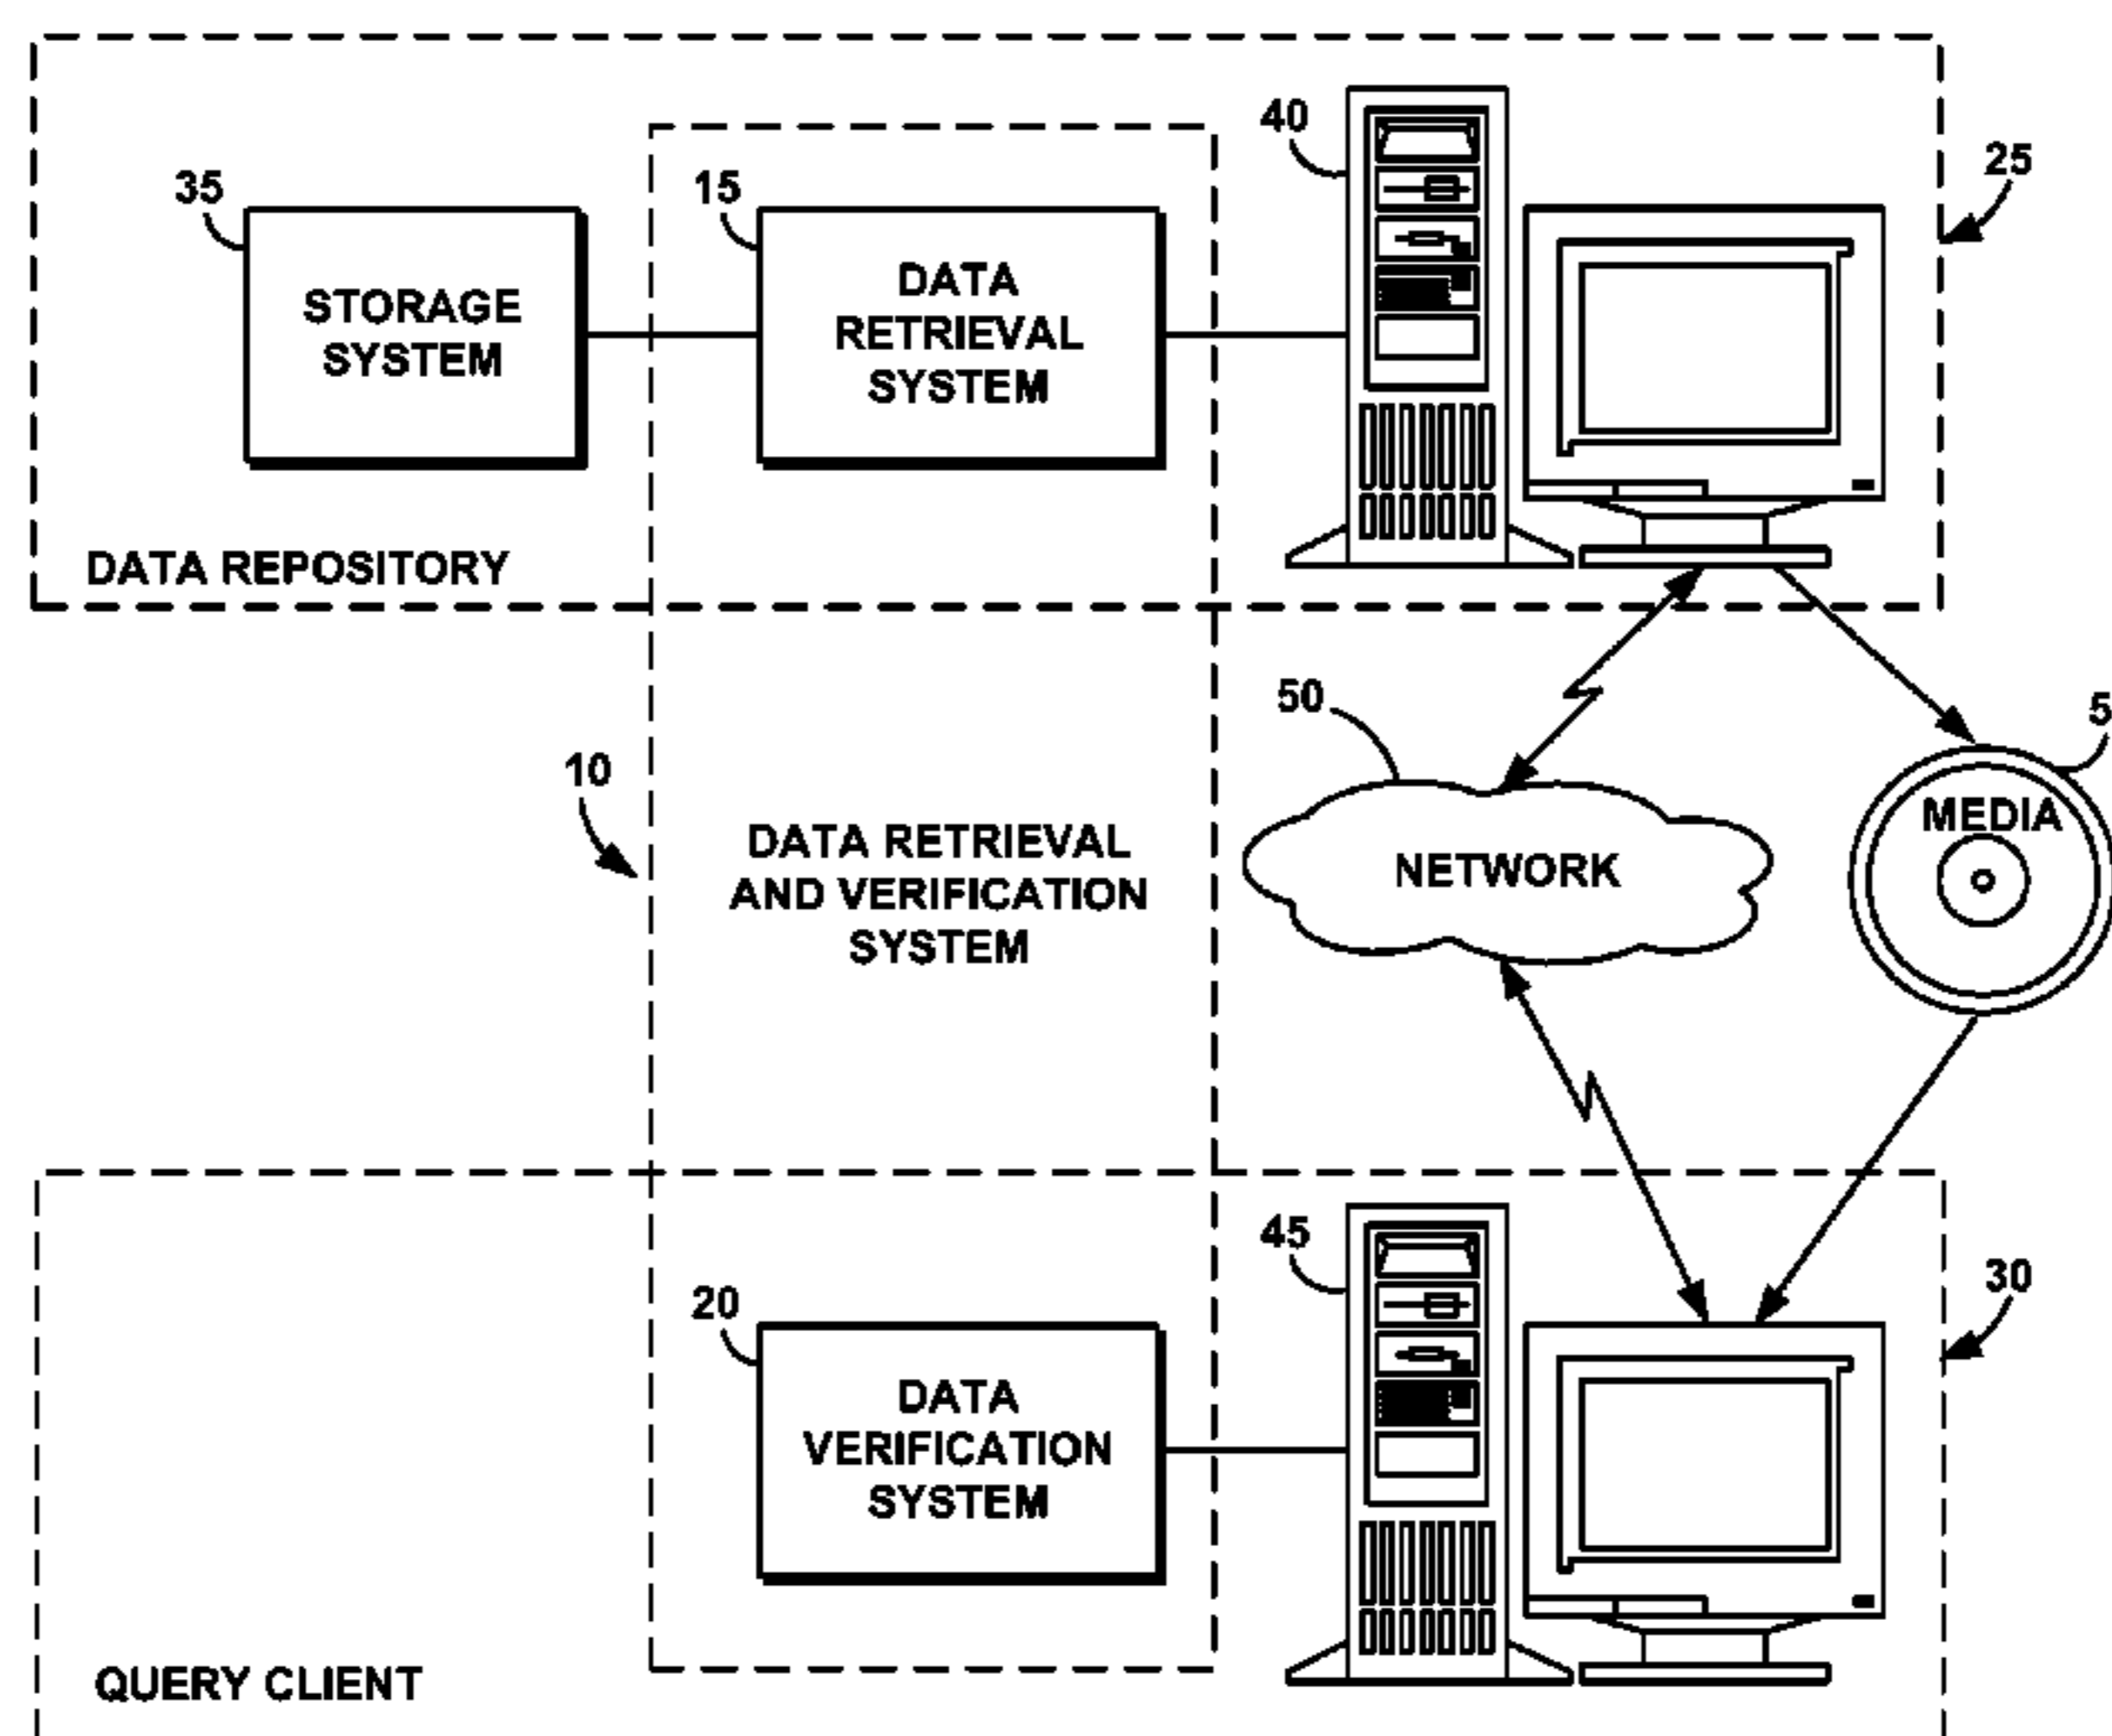 40
25
35
15
STORAGE
SYSTEM
DATA
RETRIEVAL
SYSTEM
DATA REPOSITORY
50
5
10
MEDIA
DATA RETRIEVAL
AND VERIFICATION
SYSTEM
NETWORK
45
30
20
DATA
VERIFICATION
SYSTEM
QUERY CLIENT